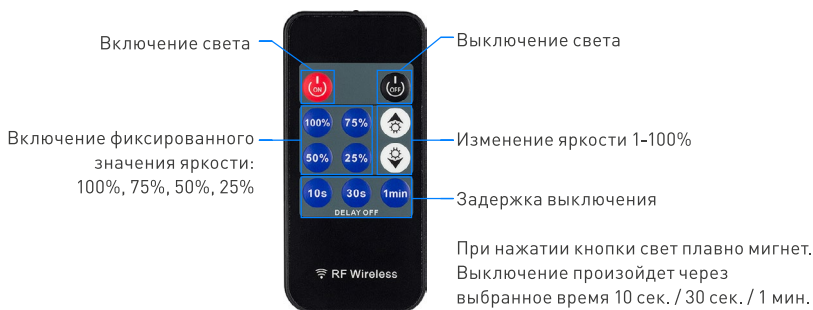 Включение света
Выключение света
ON
OFF
100%
75%
50%
25%
Включение фиксированного
значения яркости:
100%, 75%, 50%, 25%
Изменение яркости 1-100%
10s
30s
1min
DELAY OFF
Задержка выключения
При нажатии кнопки свет плавно мигнет.
Выключение произойдет через
выбранное время 10 сек. / 30 сек. / 1 мин.
RF Wireless